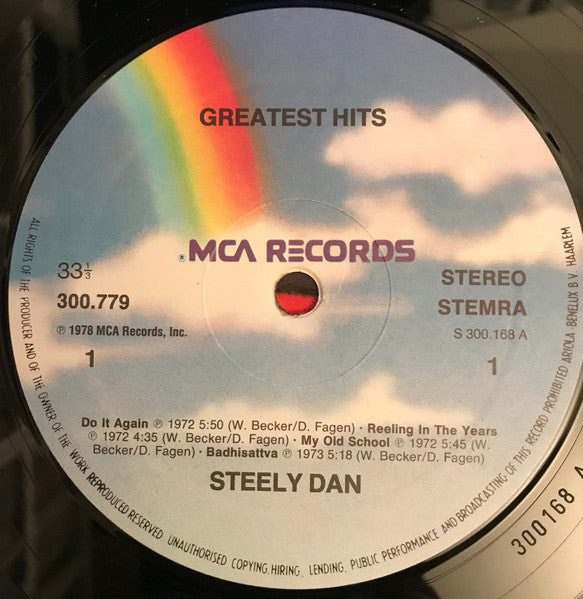 GREATEST HITS
® MCA RECORDS
33⅓
300.779
℗ 1978 MCA Records, Inc.
1
STEREO
STEMRA
S 300.168 A
1
Do It Again ℗ 1972 5:50 (W. Becker/D. Fagen) · Reeling In The Years
℗ 1972 4:35 (W. Becker/D. Fagen) · My Old School ℗ 1972 5:45 (W.
Becker/D. Fagen) · Badhisattva ℗ 1973 5:18 (W. Becker/D. Fagen)
STEELY DAN
ALL RIGHTS OF THE PRODUCER AND OF THE OWNER OF THE WORK REPRODUCED RESERVED. UNAUTHORISED COPYING, HIRING, LENDING, PUBLIC PERFORMANCE AND BROADCASTING OF THIS RECORD PROHIBITED ARIOLA-BENELUX B.V. HAARLEM
300168 A